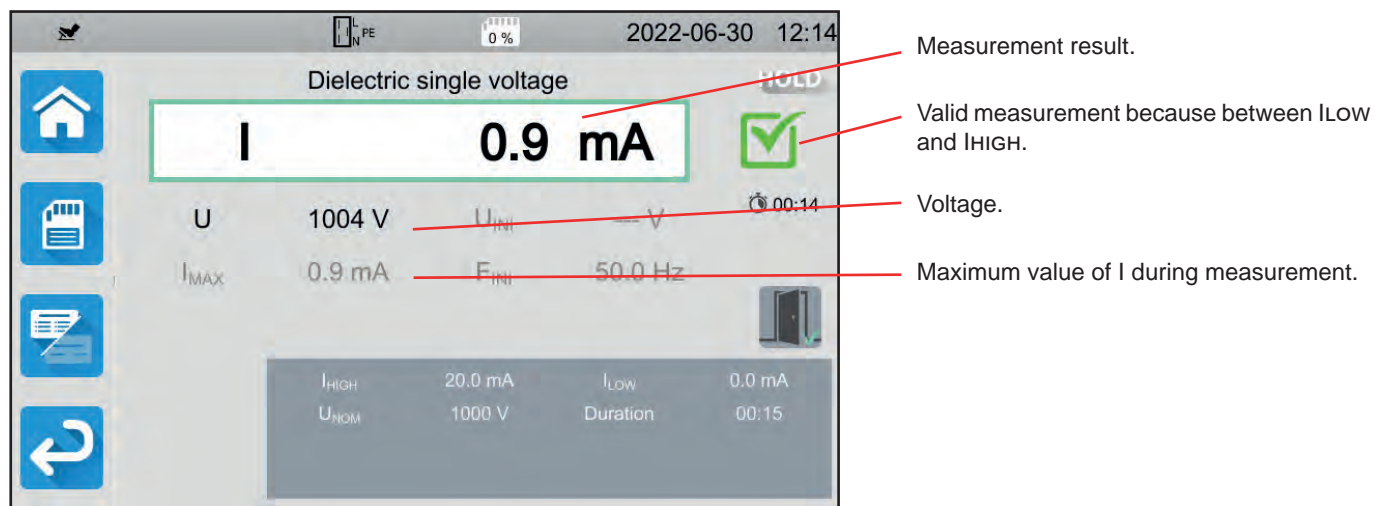 L
N PE
0 %
2022-06-30 12:14
Dielectric single voltage
HOLD
I 0.9 mA
U 1004 V UINI --- V 00:14
IMAX 0.9 mA FINI 50.0 Hz
IHIGH 20.0 mA ILOW 0.0 mA
UNOM 1000 V Duration 00:15
Measurement result.
Valid measurement because between ILOW
and IHIGH.
Voltage.
Maximum value of I during measurement.